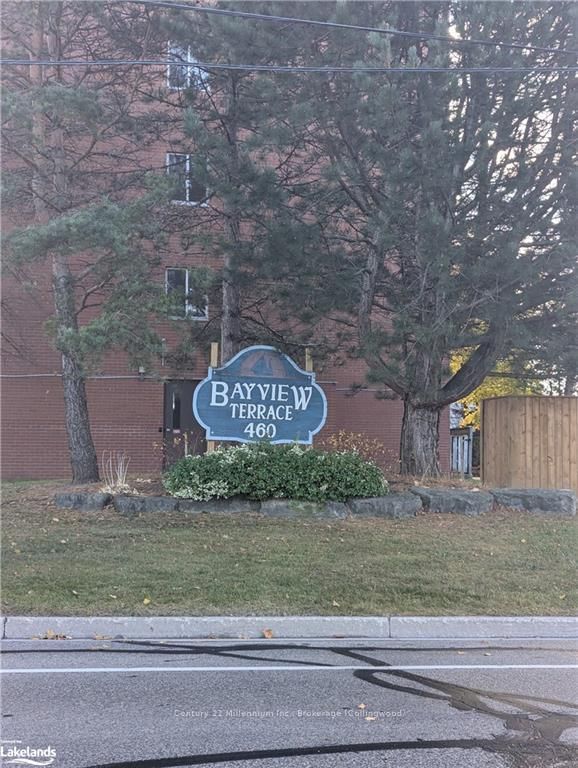 BAYVIEW
TERRACE
460
Century 21 Millennium Inc., Brokerage (Collingwood)
Lakelands